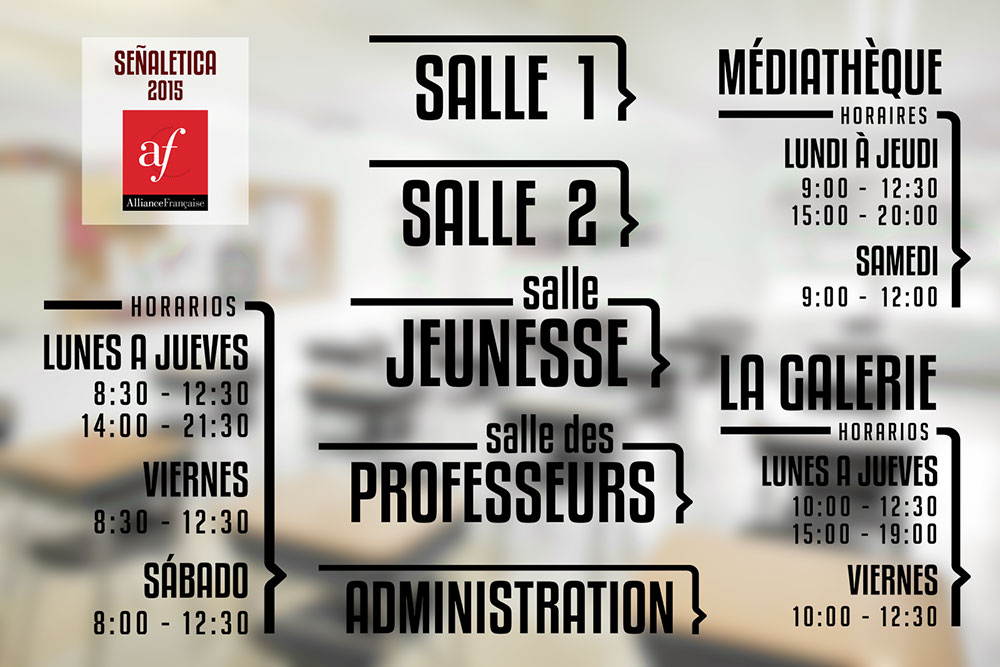 SEÑALETICA
2015
af
AllianceFrançaise
HORARIOS
LUNES A JUEVES
8:30 - 12:30
14:00 - 21:30
VIERNES
8:30 - 12:30
SÁBADO
8:00 - 12:30
SALLE 1
SALLE 2
salle
JEUNESSE
salle des
PROFESSEURS
ADMINISTRATION
MÉDIATHÈQUE
HORAIRES
LUNDI À JEUDI
9:00 - 12:30
15:00 - 20:00
SAMEDI
9:00 - 12:00
LA GALERIE
HORARIOS
LUNES A JUEVES
10:00 - 12:30
15:00 - 19:00
VIERNES
10:00 - 12:30